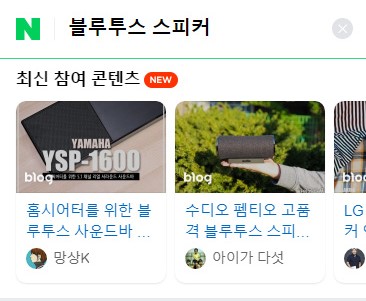 N 블루투스 스피커
최신 참여 콘텐츠 NEW
YAMAHA
YSP-1600
blog
blog
blog
홈시어터를 위한 블
루투스 사운드바 ...
망상K
수디오 펨티오 고품
격 블루투스 스피...
아이가 다섯
LG